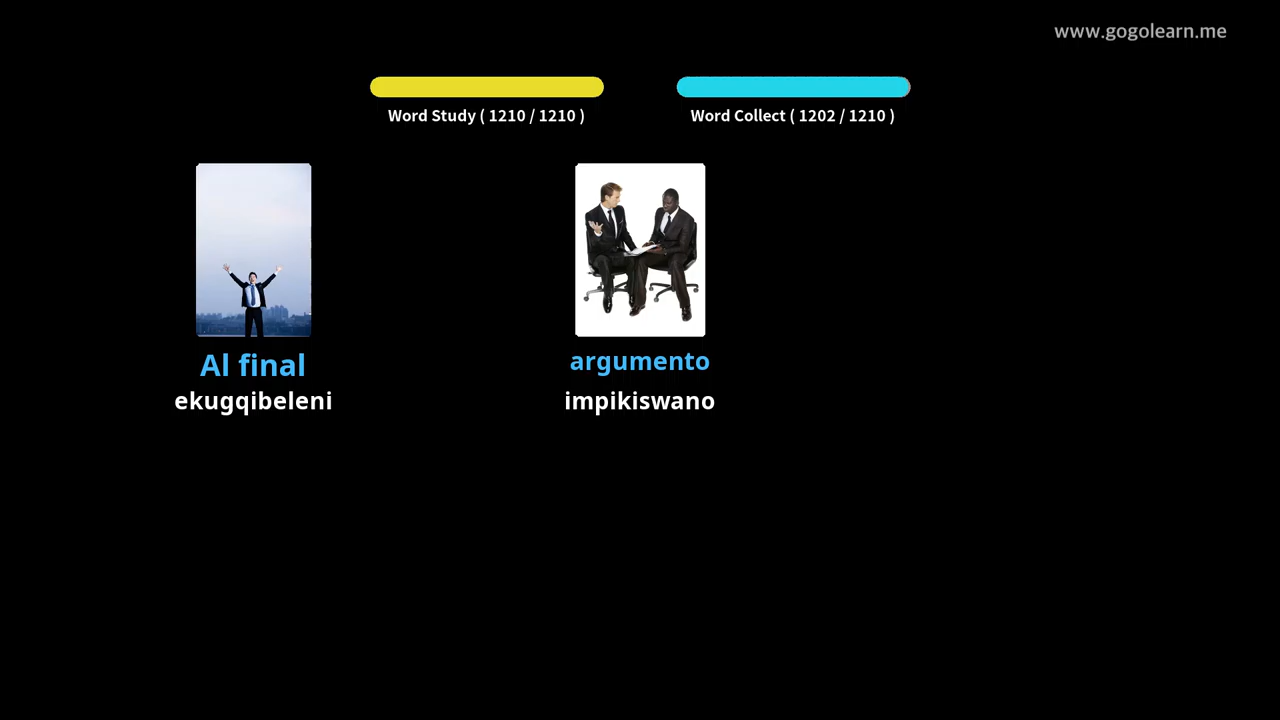 www.gogolearn.me
Word Study ( 1210 / 1210 )
Word Collect ( 1202 / 1210 )
Al final
argumento
ekugqibeleni
impikiswano